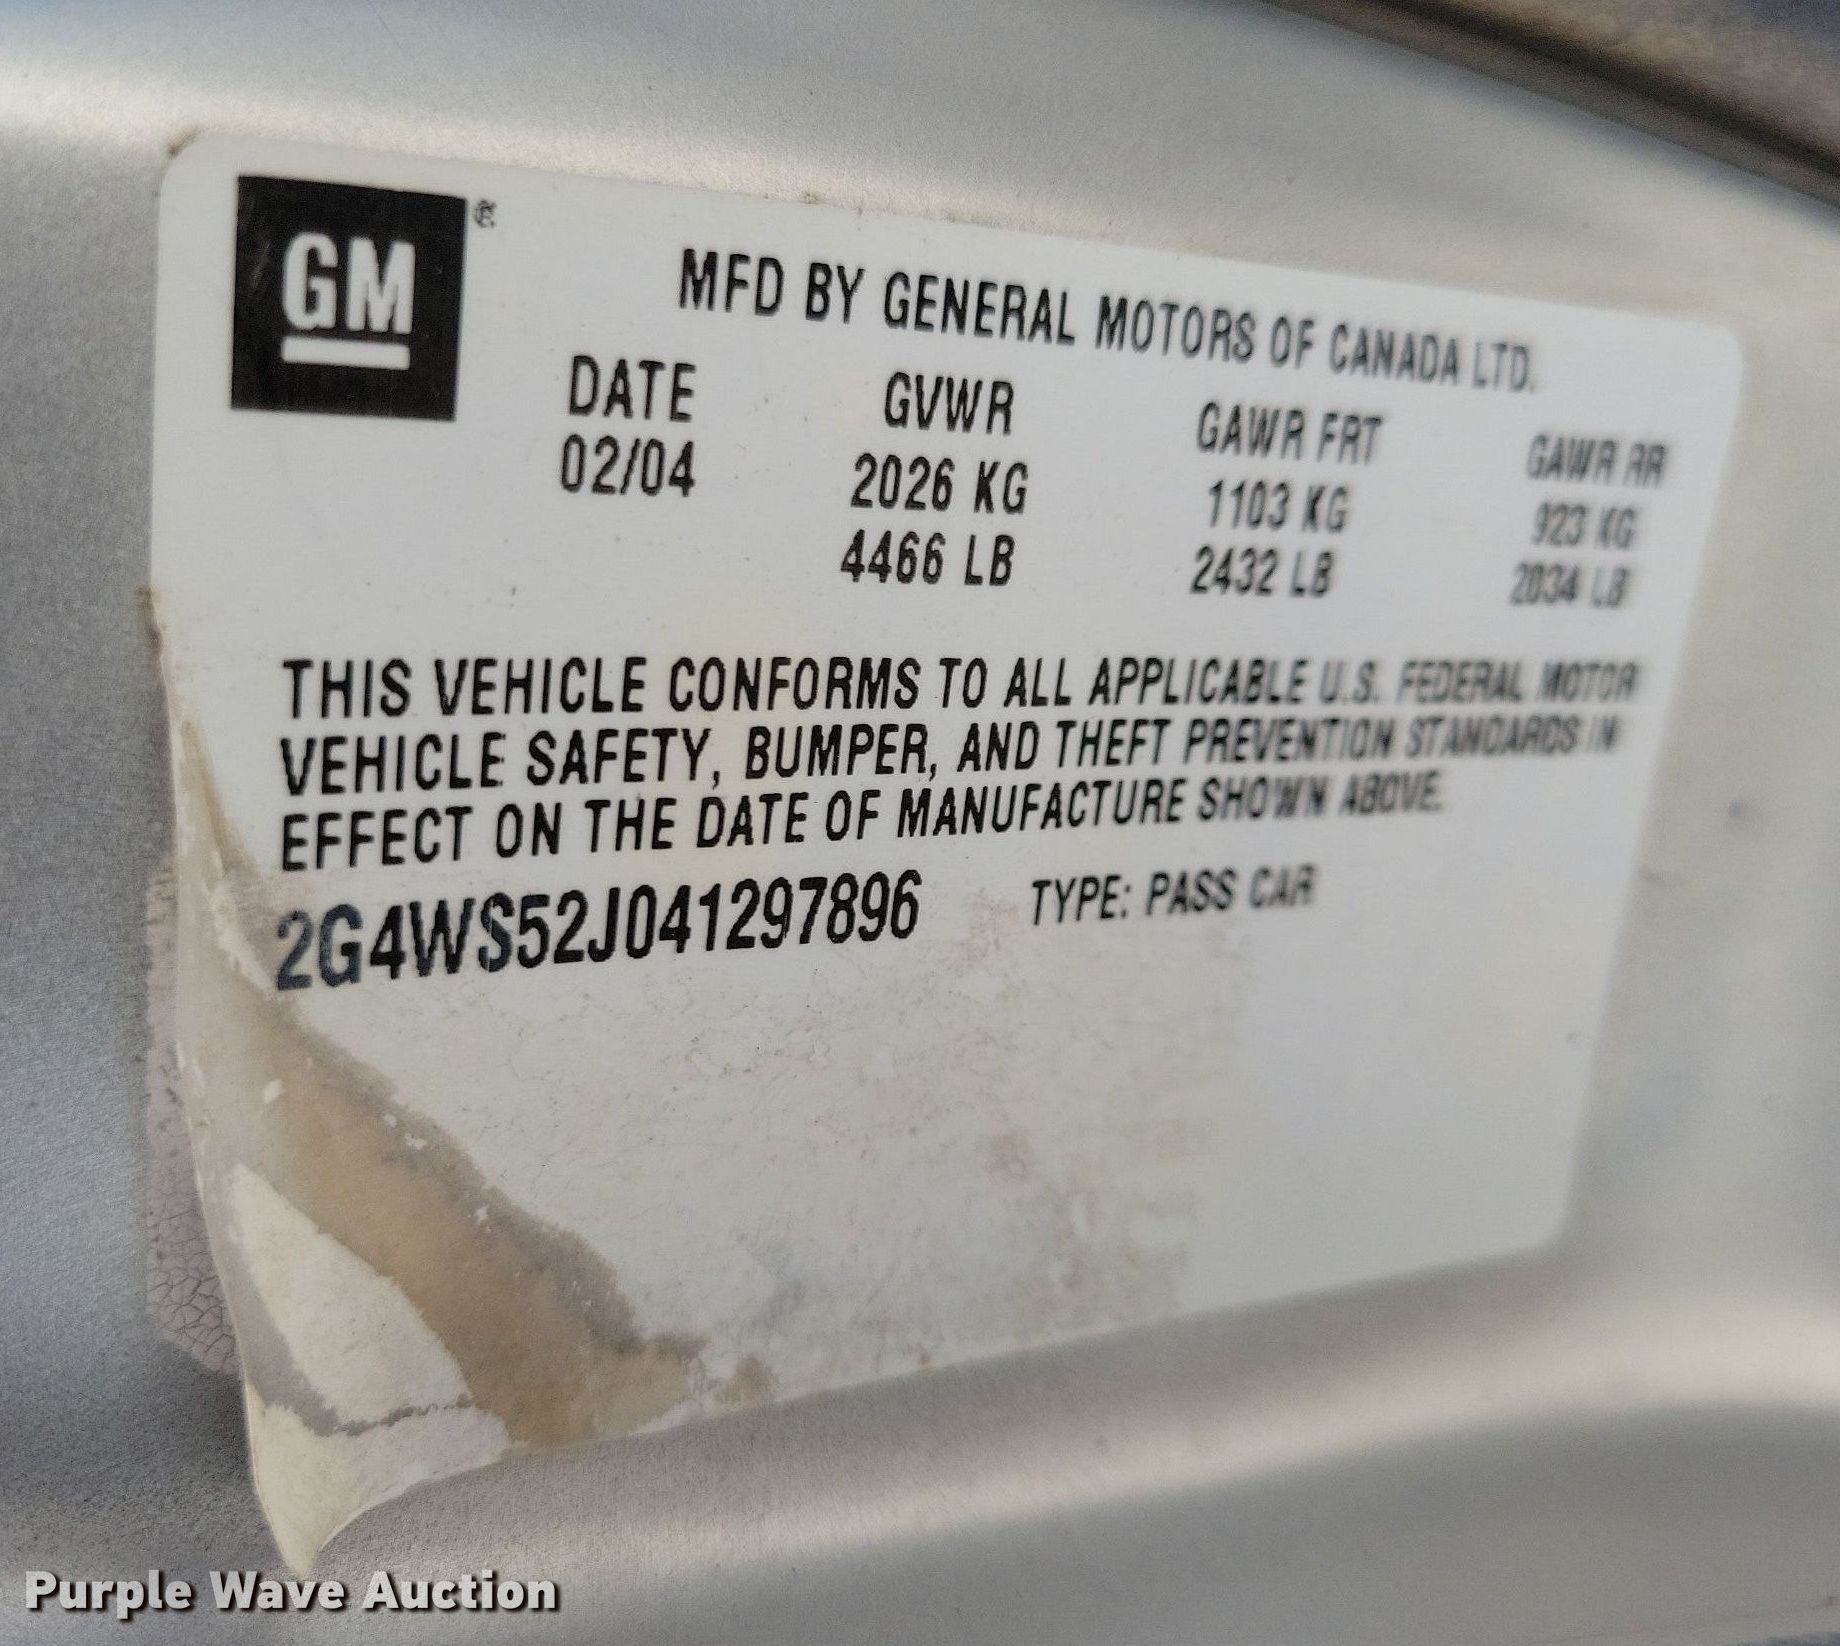 GM®
MFD BY GENERAL MOTORS OF CANADA LTD.
DATE GVWR GAWR FRT GAWR RR
02/04 2026 KG 1103 KG 923 KG
4466 LB 2432 LB 2034 LB
THIS VEHICLE CONFORMS TO ALL APPLICABLE U.S. FEDERAL MOTOR
VEHICLE SAFETY, BUMPER, AND THEFT PREVENTION STANDARDS IN
EFFECT ON THE DATE OF MANUFACTURE SHOWN ABOVE.
2G4WS52J041297896 TYPE: PASS CAR
Purple Wave Auction